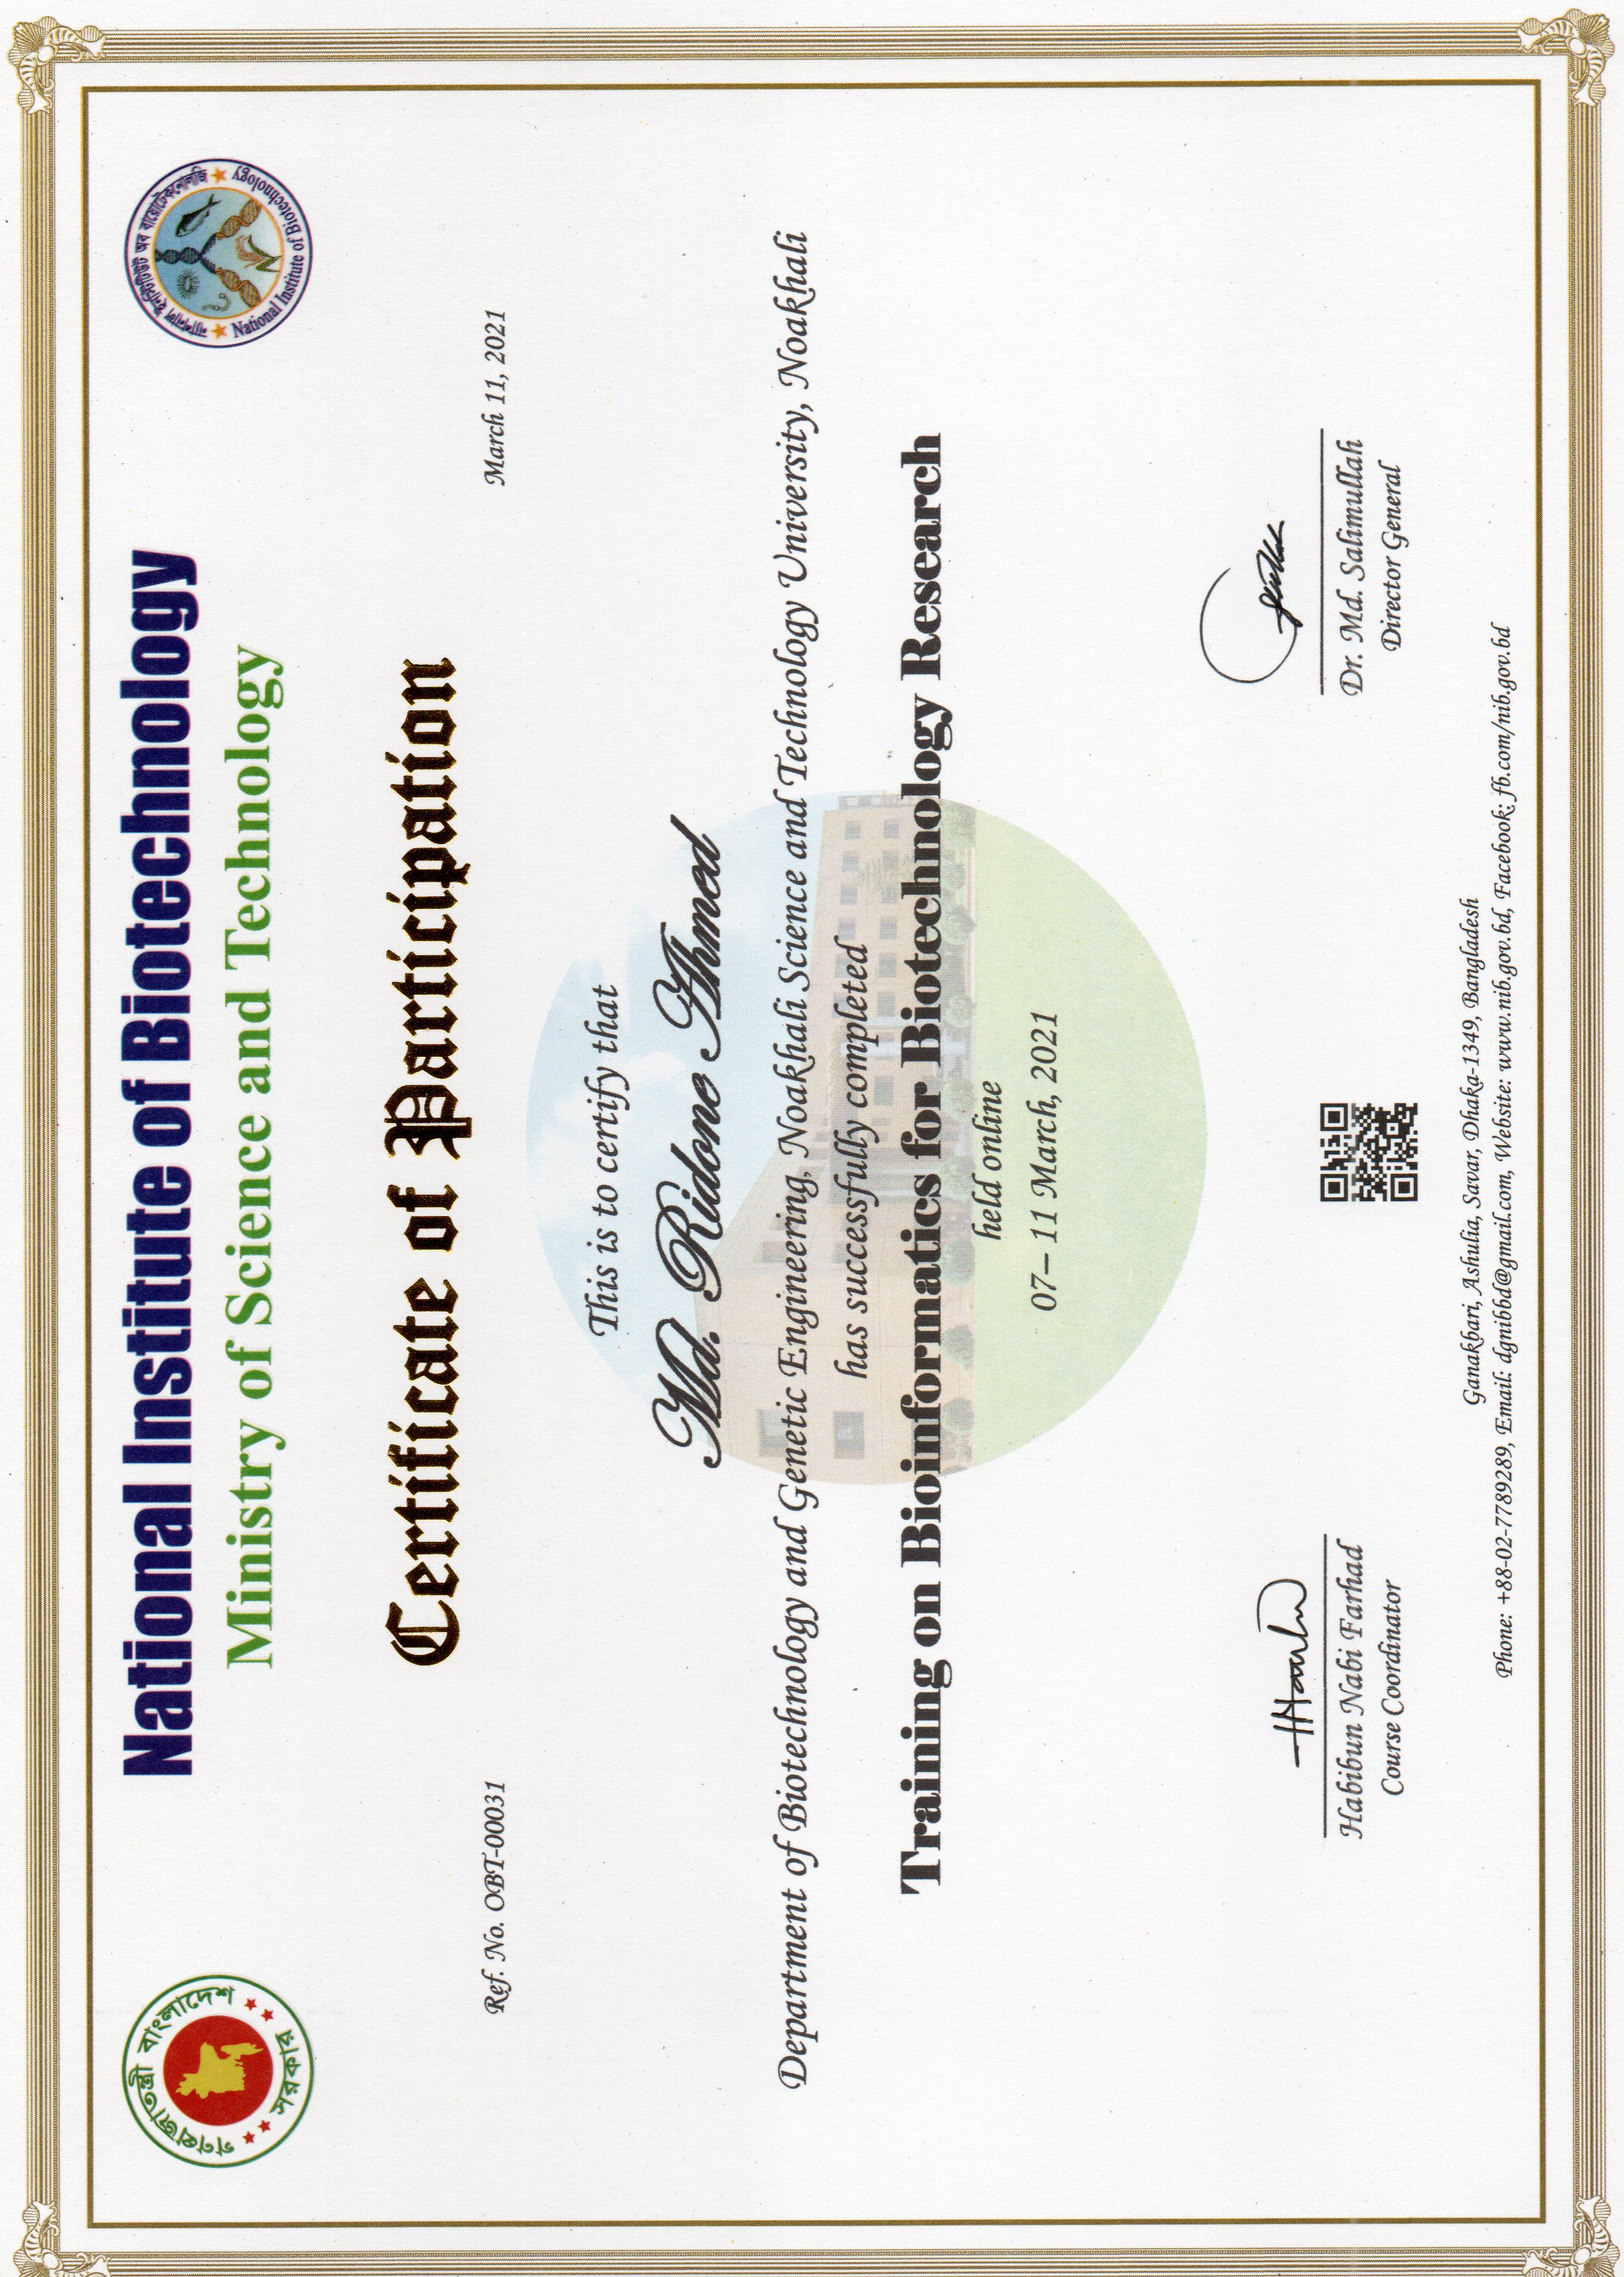 গণপ্রজাতন্ত্রী বাংলাদেশ
সরকার
National Institute of Biotechnology
Ministry of Science and Technology
ন্যাশনাল ইনস্টিটিউট অব বায়োটেকনোলজি
National Institute of Biotechnology
Certificate of Participation
Ref. No. OBT-00031
March 11, 2021
This is to certify that
Md. Ridone Ahmed
Department of Biotechnology and Genetic Engineering, Noakhali Science and Technology University, Noakhali
has successfully completed
Training on Bioinformatics for Biotechnology Research
held online
07– 11 March, 2021
Habibun Nabi Farhad
Course Coordinator
Dr. Md. Salimullah
Director General
Ganakbari, Ashulia, Savar, Dhaka-1349, Bangladesh
Phone: +88-02-7789289, Email: dgnibbd@gmail.com, Website: www.nib.gov.bd, Facebook: fb.com/nib.gov.bd